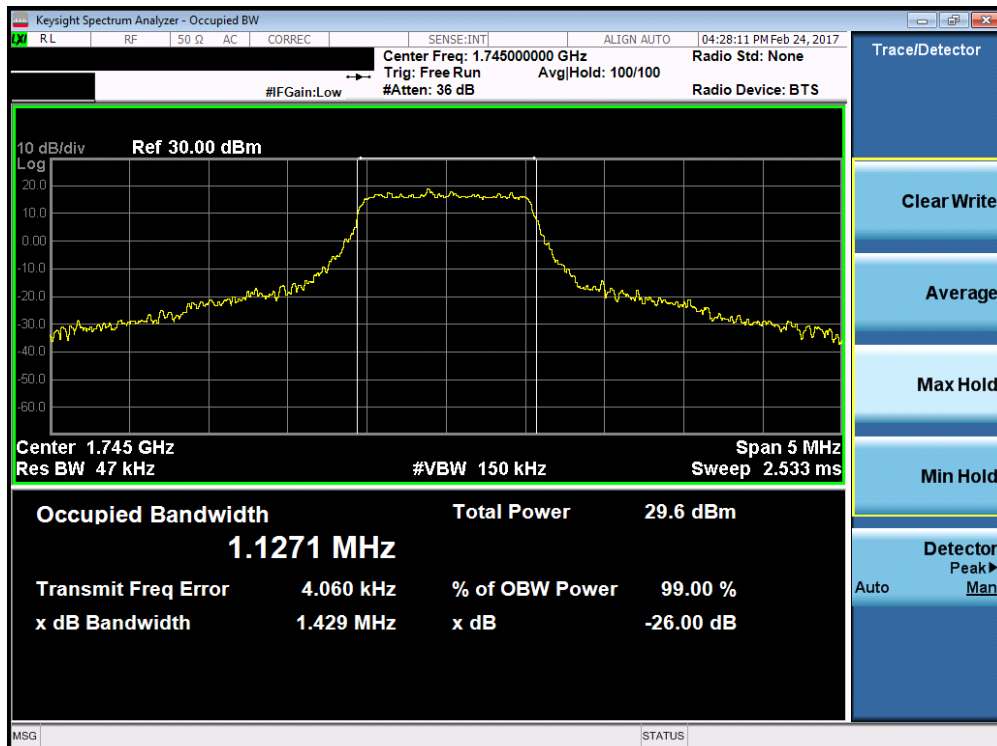 Keysight Spectrum Analyzer - Occupied BW
LXI RL RF 50 Ω AC CORREC SENSE:INT ALIGN AUTO 04:28:11 PM Feb 24, 2017
Center Freq: 1.745000000 GHz Radio Std: None
Trig: Free Run Avg|Hold: 100/100
#IFGain:Low #Atten: 36 dB Radio Device: BTS
10 dB/div Ref 30.00 dBm
Log
20.0
10.0
0.00
-10.0
-20.0
-30.0
-40.0
-50.0
-60.0
Center 1.745 GHz Span 5 MHz
Res BW 47 kHz #VBW 150 kHz Sweep 2.533 ms
Occupied Bandwidth Total Power 29.6 dBm
1.1271 MHz
Transmit Freq Error 4.060 kHz % of OBW Power 99.00 %
x dB Bandwidth 1.429 MHz x dB -26.00 dB
MSG STATUS
Trace/Detector
Clear Write
Average
Max Hold
Min Hold
Detector
Peak▶
Auto Man